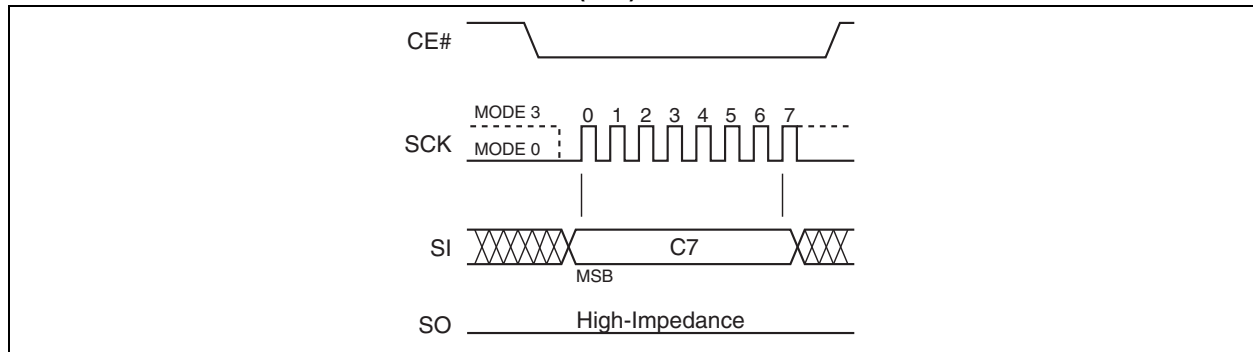 CE#
MODE 3
0 1 2 3 4 5 6 7
SCK
MODE 0
SI
C7
MSB
SO
High-Impedance